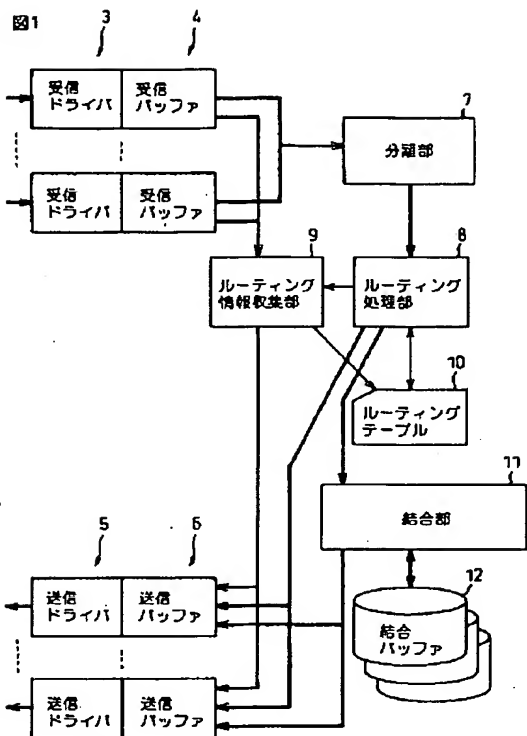 図1
3
4
受信
ドライバ
受信
バッファ
受信
ドライバ
受信
バッファ
7
分離部
9
ルーティング
情報収集部
8
ルーティング
処理部
10
ルーティング
テーブル
11
結合部
12
結合
バッファ
5
6
送信
ドライバ
送信
バッファ
送信
ドライバ
送信
バッファ